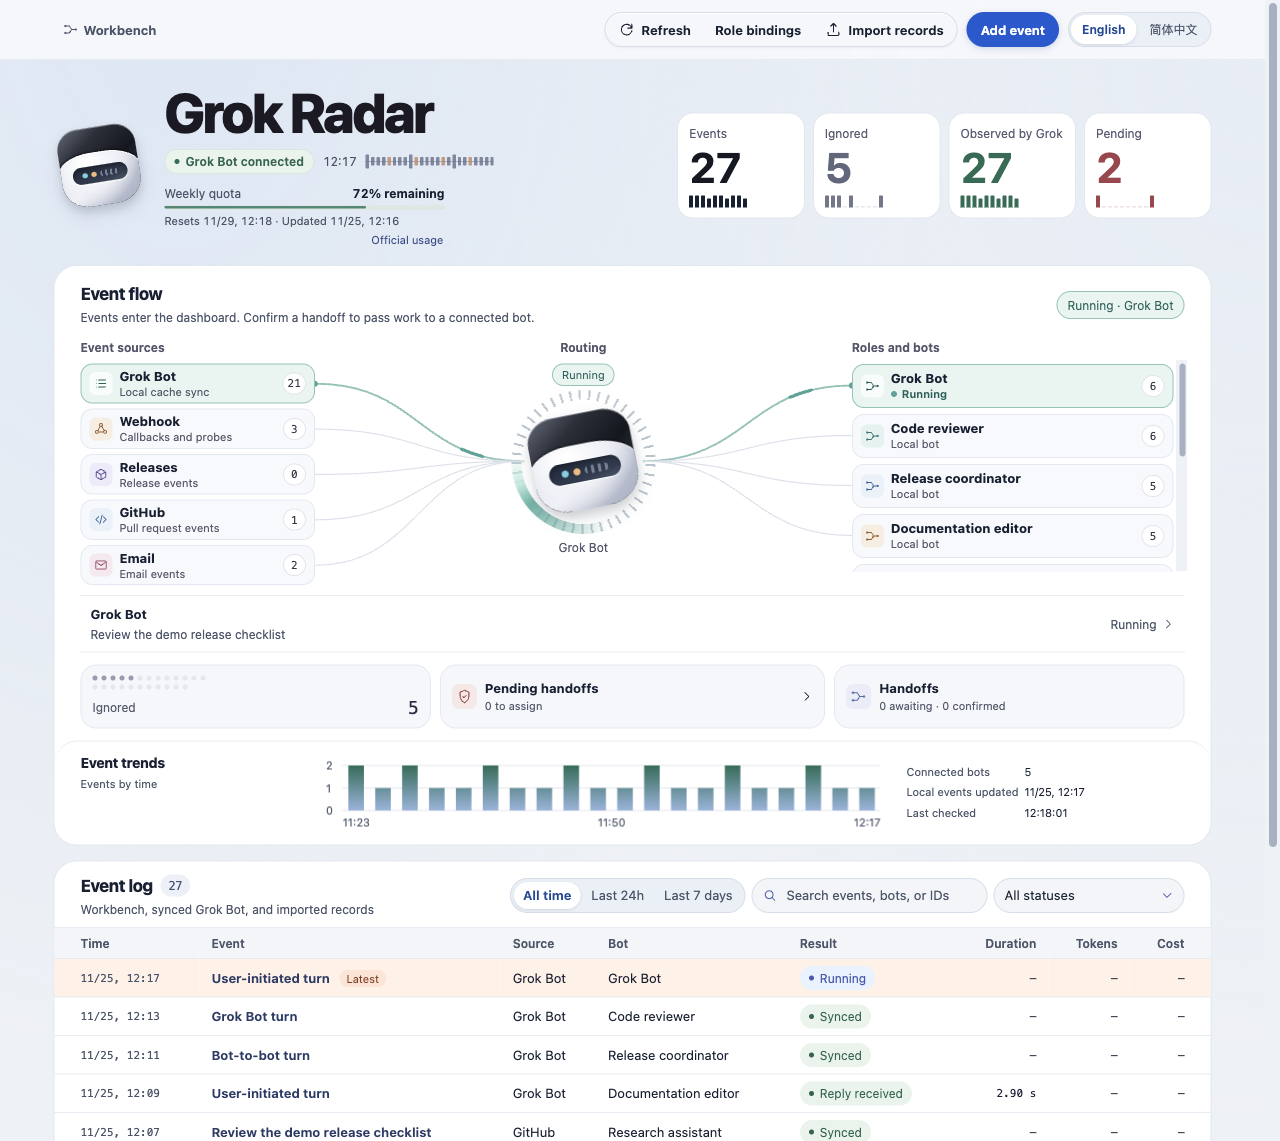 Workbench
Refresh
Role bindings
Import records
Add event
English
简体中文
Grok Radar
Grok Bot connected
12:17
Weekly quota
72% remaining
Resets 11/29, 12:18 · Updated 11/25, 12:16
Official usage
Events
27
Ignored
5
Observed by Grok
27
Pending
2
Event flow
Events enter the dashboard. Confirm a handoff to pass work to a connected bot.
Running · Grok Bot
Event sources
Grok Bot
Local cache sync
21
Webhook
Callbacks and probes
3
Releases
Release events
0
GitHub
Pull request events
1
Email
Email events
2
Routing
Running
Grok Bot
Roles and bots
Grok Bot
Running
6
Code reviewer
Local bot
6
Release coordinator
Local bot
5
Documentation editor
Local bot
5
Grok Bot
Review the demo release checklist
Running
Ignored
5
Pending handoffs
0 to assign
Handoffs
0 awaiting · 0 confirmed
Event trends
Events by time
2
1
0
11:23
11:50
12:17
Connected bots 5
Local events updated 11/25, 12:17
Last checked 12:18:01
Event log 27
Workbench, synced Grok Bot, and imported records
All time
Last 24h
Last 7 days
Search events, bots, or IDs
All statuses
Time Event Source Bot Result Duration Tokens Cost
11/25, 12:17 User-initiated turn Latest Grok Bot Grok Bot Running – – –
11/25, 12:13 Grok Bot turn Grok Bot Code reviewer Synced – – –
11/25, 12:11 Bot-to-bot turn Grok Bot Release coordinator Synced – – –
11/25, 12:09 User-initiated turn Grok Bot Documentation editor Reply received 2.90 s – –
11/25, 12:07 Review the demo release checklist GitHub Research assistant Synced – – –